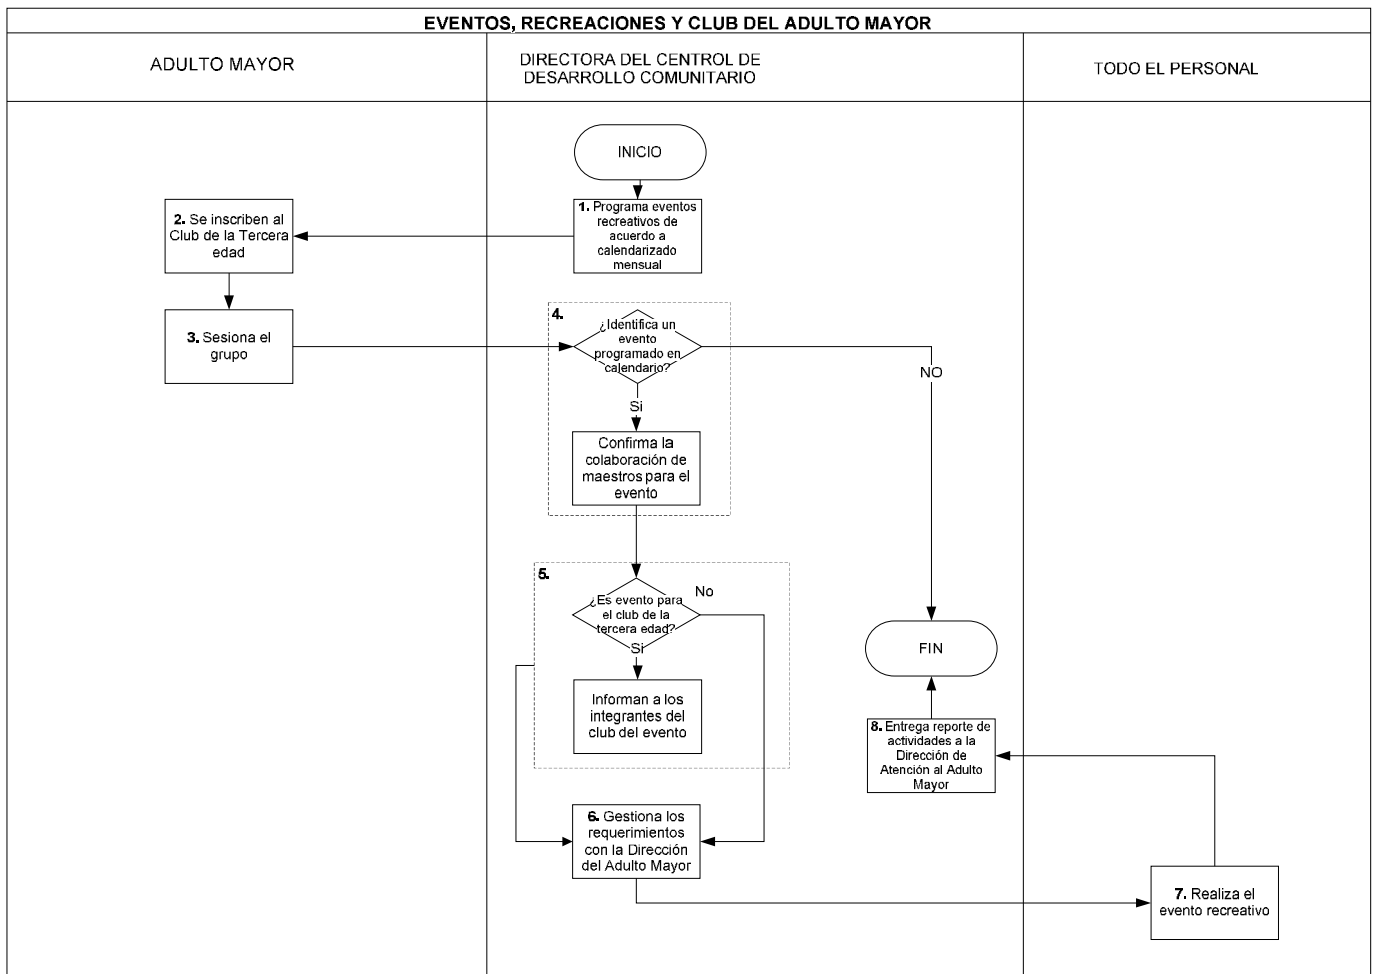 EVENTOS, RECREACIONES Y CLUB DEL ADULTO MAYOR
ADULTO MAYOR
DIRECTORA DEL CENTROL DE
DESARROLLO COMUNITARIO
TODO EL PERSONAL
INICIO
1. Programa eventos
recreativos de
acuerdo a
calendarizado
mensual
2. Se inscriben al
Club de la Tercera
edad
3. Sesiona el
grupo
4.
¿Identifica un
evento
programado en
calendario?
NO
Si
Confirma la
colaboración de
maestros para el
evento
5.
¿Es evento para
el club de la
tercera edad?
No
Si
Informan a los
integrantes del
club del evento
6. Gestiona los
requerimientos
con la Dirección
del Adulto Mayor
7. Realiza el
evento recreativo
8. Entrega reporte de
actividades a la
Dirección de
Atención al Adulto
Mayor
FIN